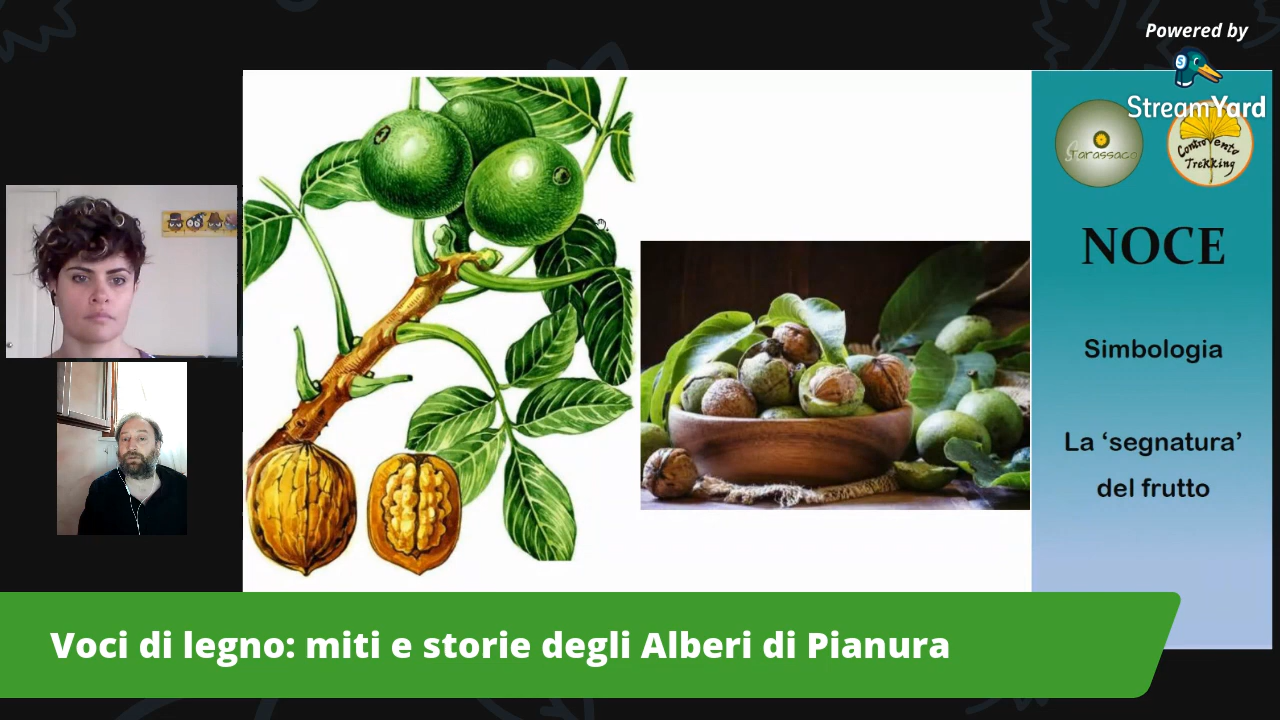 Powered by
StreamYard
Tarassaco
ControVento
Trekking
NOCE
Simbologia
La ‘segnatura’
del frutto
Voci di legno: miti e storie degli Alberi di Pianura